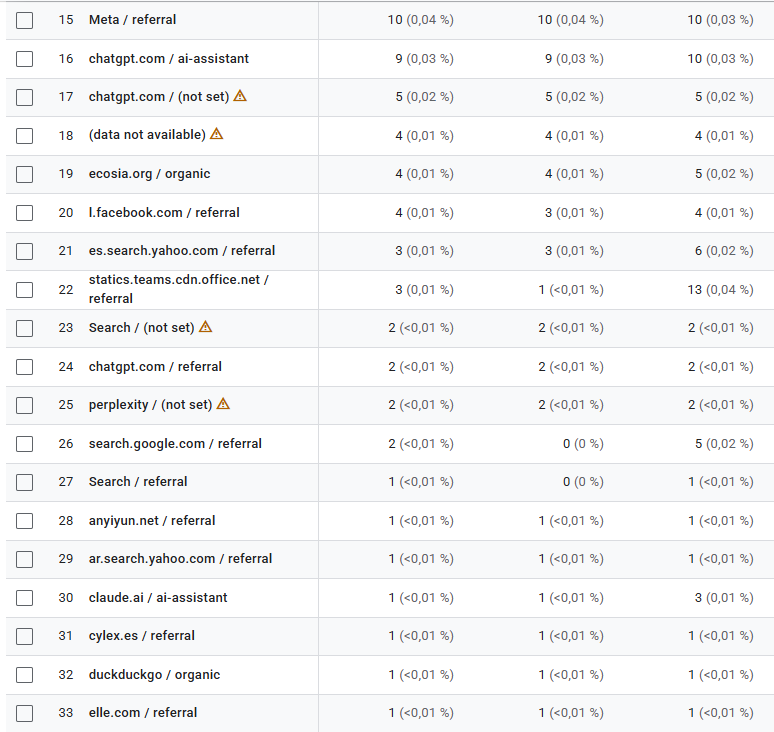 15 Meta / referral 10 (0,04 %) 10 (0,04 %) 10 (0,03 %)
16 chatgpt.com / ai-assistant 9 (0,03 %) 9 (0,03 %) 10 (0,03 %)
17 chatgpt.com / (not set) 5 (0,02 %) 5 (0,02 %) 5 (0,02 %)
18 (data not available) 4 (0,01 %) 4 (0,01 %) 4 (0,01 %)
19 ecosia.org / organic 4 (0,01 %) 4 (0,01 %) 5 (0,02 %)
20 l.facebook.com / referral 4 (0,01 %) 3 (0,01 %) 4 (0,01 %)
21 es.search.yahoo.com / referral 3 (0,01 %) 3 (0,01 %) 6 (0,02 %)
22 statics.teams.cdn.office.net /
referral 3 (0,01 %) 1 (<0,01 %) 13 (0,04 %)
23 Search / (not set) 2 (<0,01 %) 2 (<0,01 %) 2 (<0,01 %)
24 chatgpt.com / referral 2 (<0,01 %) 2 (<0,01 %) 2 (<0,01 %)
25 perplexity / (not set) 2 (<0,01 %) 2 (<0,01 %) 2 (<0,01 %)
26 search.google.com / referral 2 (<0,01 %) 0 (0 %) 5 (0,02 %)
27 Search / referral 1 (<0,01 %) 0 (0 %) 1 (<0,01 %)
28 anyiyun.net / referral 1 (<0,01 %) 1 (<0,01 %) 1 (<0,01 %)
29 ar.search.yahoo.com / referral 1 (<0,01 %) 1 (<0,01 %) 1 (<0,01 %)
30 claude.ai / ai-assistant 1 (<0,01 %) 1 (<0,01 %) 3 (0,01 %)
31 cylex.es / referral 1 (<0,01 %) 1 (<0,01 %) 1 (<0,01 %)
32 duckduckgo / organic 1 (<0,01 %) 1 (<0,01 %) 1 (<0,01 %)
33 elle.com / referral 1 (<0,01 %) 1 (<0,01 %) 1 (<0,01 %)